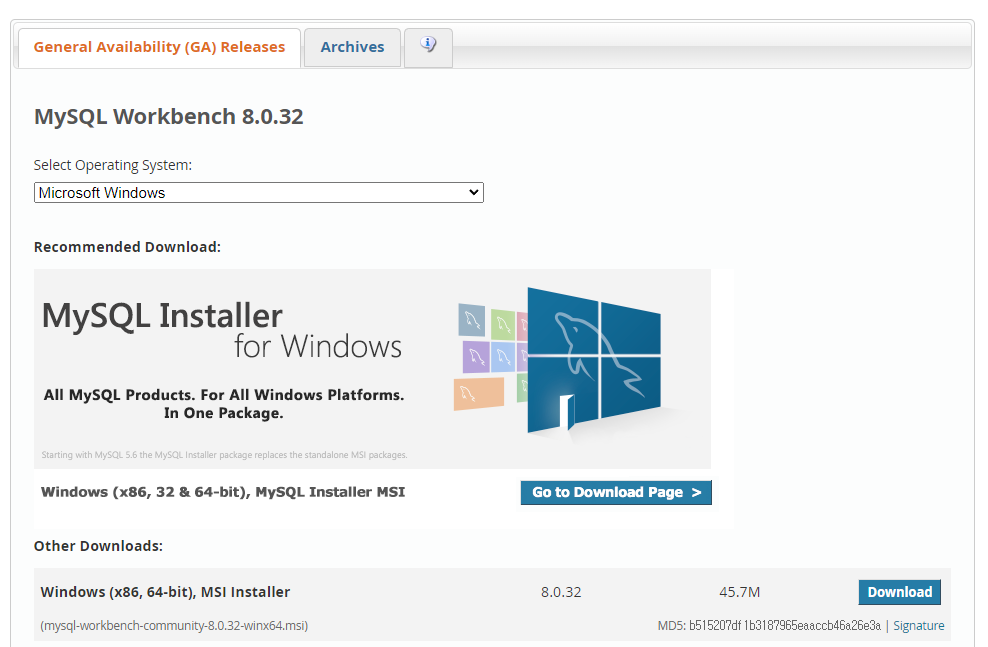 General Availability (GA) Releases
Archives
MySQL Workbench 8.0.32
Select Operating System:
Microsoft Windows
Recommended Download:
MySQL Installer
for Windows
All MySQL Products. For All Windows Platforms.
In One Package.
Starting with MySQL 5.6 the MySQL Installer package replaces the standalone MSI packages.
Windows (x86, 32 & 64-bit), MySQL Installer MSI
Go to Download Page >
Other Downloads:
Windows (x86, 64-bit), MSI Installer 8.0.32 45.7M Download
(mysql-workbench-community-8.0.32-winx64.msi) MD5: b515207df1b3187965eaaccb46a26e3a | Signature